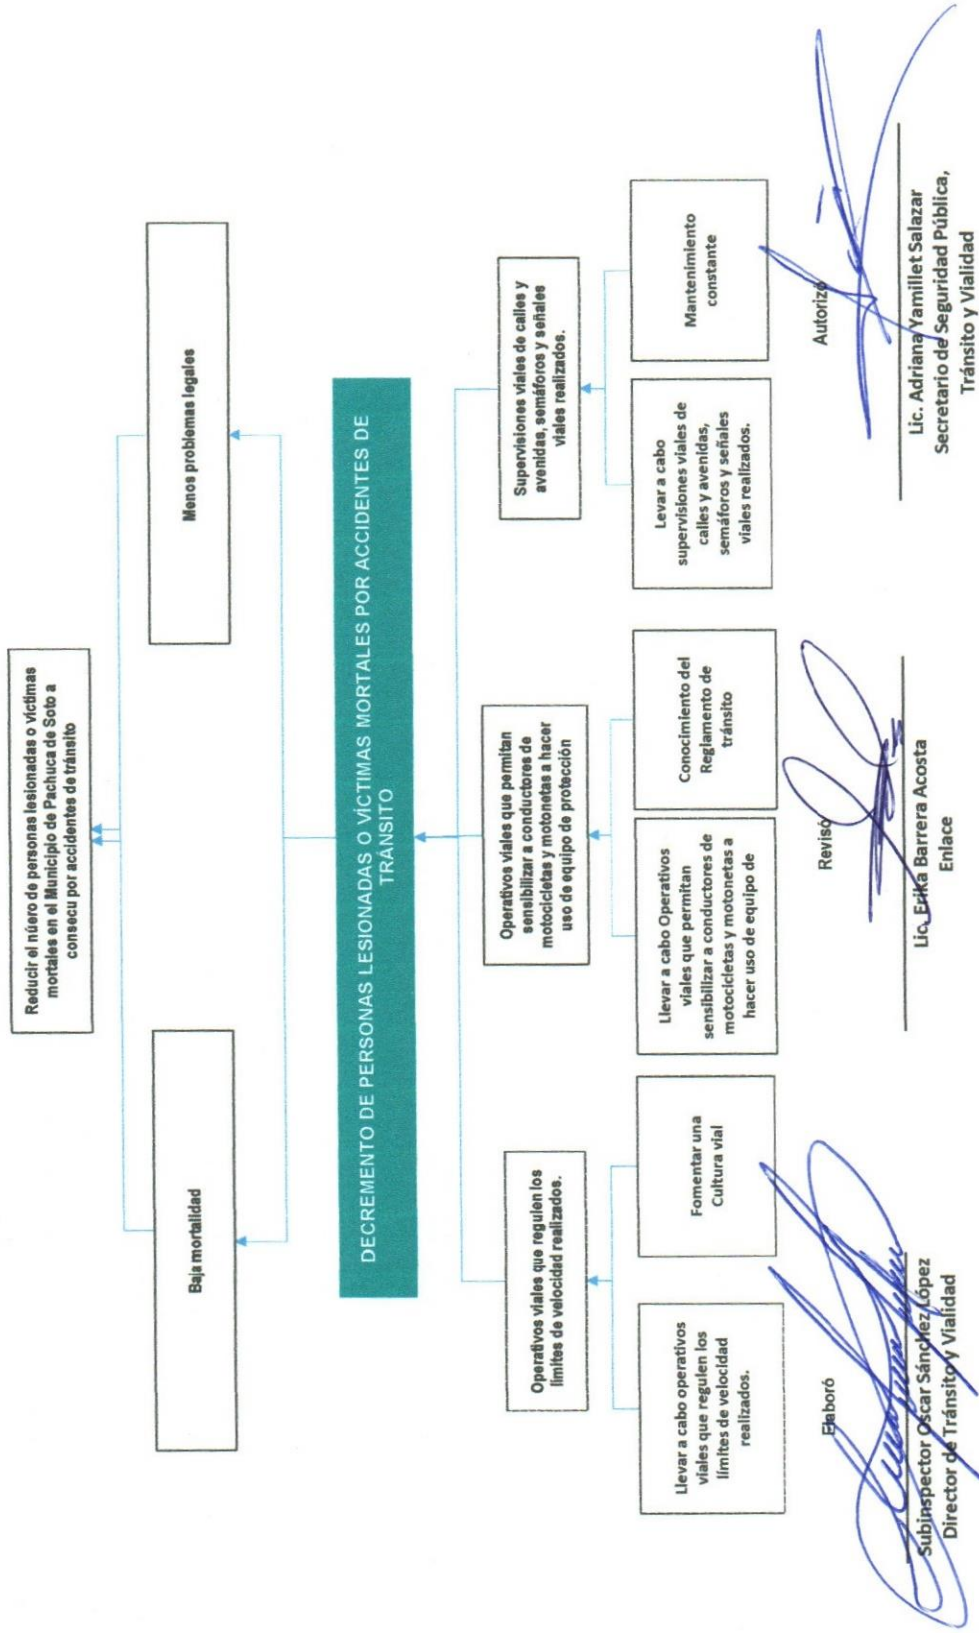 Reducir el núero de personas lesionadas o víctimas
mortales en el Municipio de Pachuca de Soto a
consecu por accidentes de tránsito
Baja mortalidad
Menos problemas legales
DECREMENTO DE PERSONAS LESIONADAS O VÍCTIMAS MORTALES POR ACCIDENTES DE
TRÁNSITO
Operativos viales que regulen los
límites de velocidad realizados.
Operativos viales que permitan
sensibilizar a conductores de
motocicletas y motonetas a hacer
uso de equipo de protección
Supervisiones viales de calles y
avenidas, semáforos y señales
viales realizados.
Llevar a cabo operativos
viales que regulen los
límites de velocidad
realizados.
Fomentar una
Cultura vial
Llevar a cabo Operativos
viales que permitan
sensibilizar a conductores de
motocicletas y motonetas a
hacer uso de equipo de
Conocimiento del
Reglamento de
tránsito
Levar a cabo
supervisiones viales de
calles y avenidas,
semáforos y señales
viales realizados.
Mantenimiento
constante
Elaboró
Subinspector Oscar Sánchez López
Director de Tránsito y Vialidad
Revisó
Lic. Erika Barrera Acosta
Enlace
Autorizó
Lic. Adriana Yamillet Salazar
Secretario de Seguridad Pública,
Tránsito y Vialidad